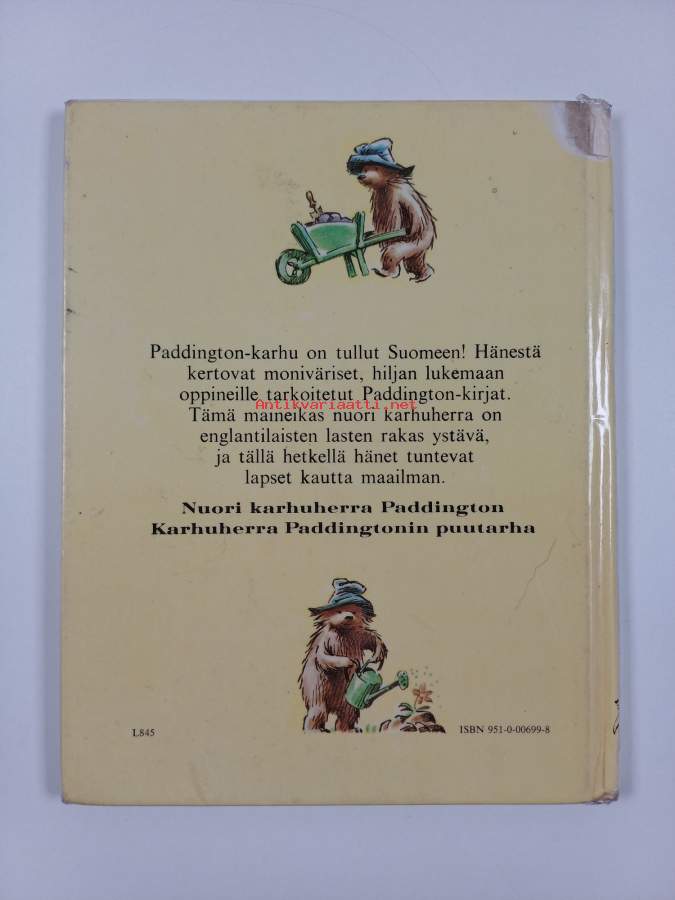 Paddington-karhu on tullut Suomeen! Hänestä
kertovat moniväriset, hiljan lukemaan
oppineille tarkoitetut Paddington-kirjat.
Antikvariaatti.net
Tämä maineikas nuori karhuherra on
englantilaisten lasten rakas ystävä,
ja tällä hetkellä hänet tuntevat
lapset kautta maailman.
Nuori karhuherra Paddington
Karhuherra Paddingtonin puutarha
L845
ISBN 951-0-00699-8